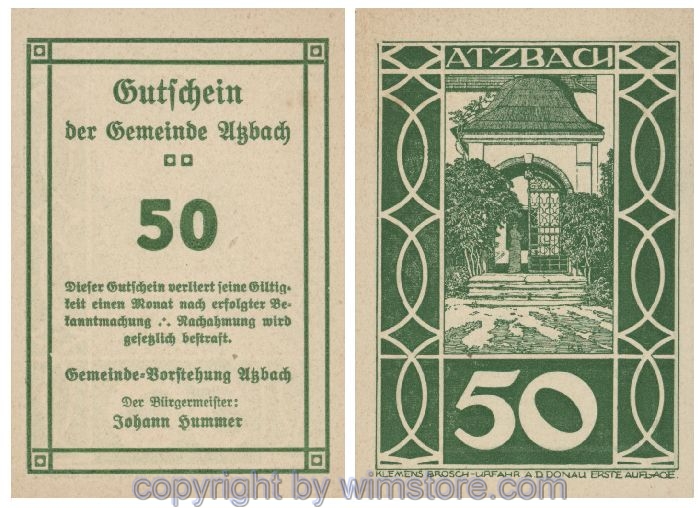 Gutschein
der Gemeinde Atzbach
50
Dieser Gutschein verliert seine Giltig-
keit einen Monat nach erfolgter Be-
kanntmachung ∴ Nachahmung wird
gesetzlich bestraft.
Gemeinde-Vorstehung Atzbach
Der Bürgermeister:
Johann Hummer
ATZBACH
50
KLEMENS BROSCH-URFAHR A.D DONAU ERSTE AUFLAGE.
copyright by wimstore.com